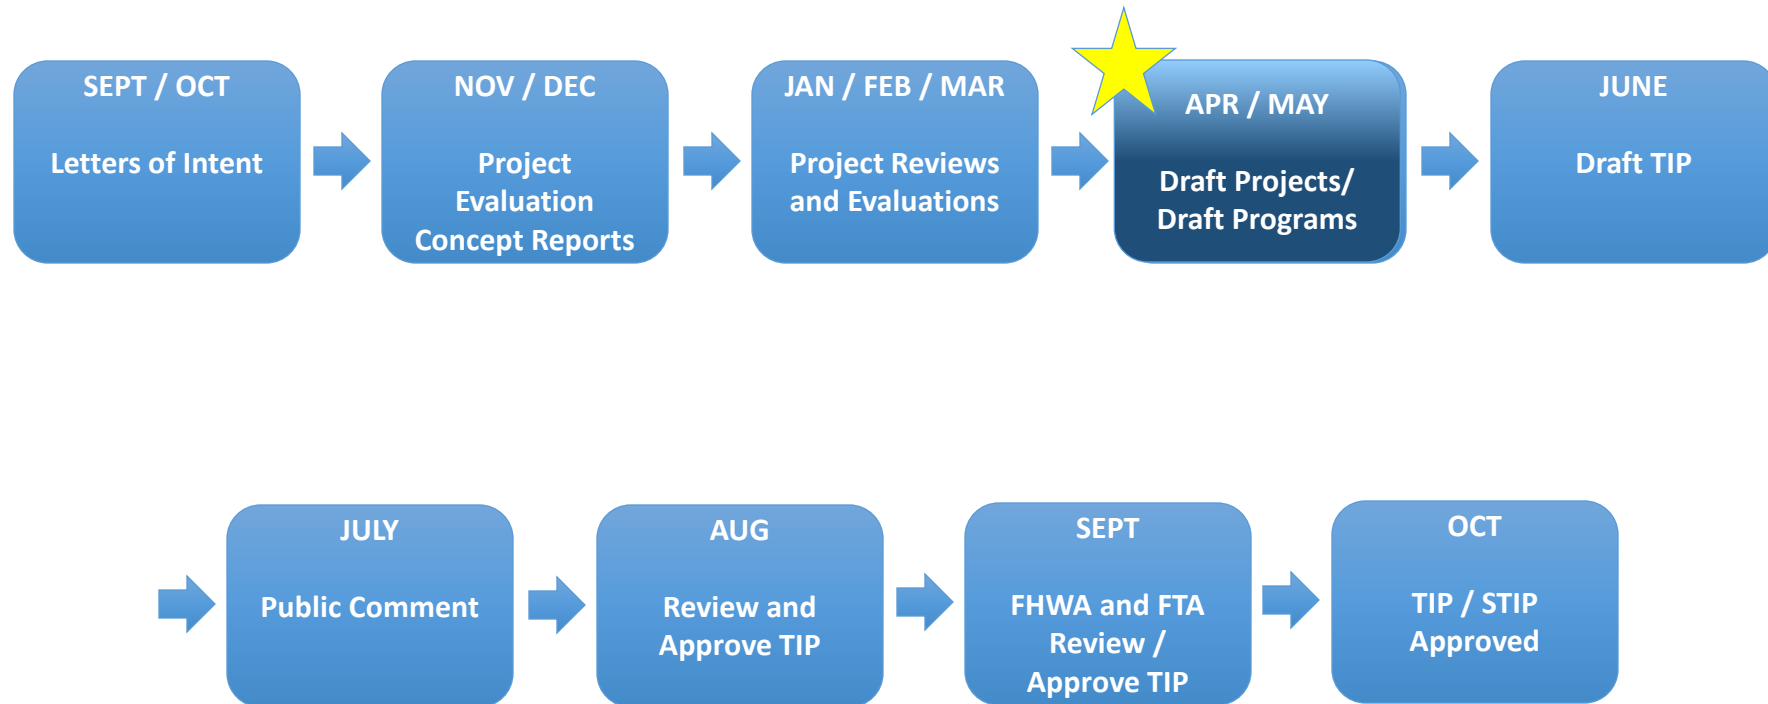 SEPT / OCT
Letters of Intent
NOV / DEC
Project
Evaluation
Concept Reports
JAN / FEB / MAR
Project Reviews
and Evaluations
APR / MAY
Draft Projects/
Draft Programs
JUNE
Draft TIP
JULY
Public Comment
AUG
Review and
Approve TIP
SEPT
FHWA and FTA
Review /
Approve TIP
OCT
TIP / STIP
Approved